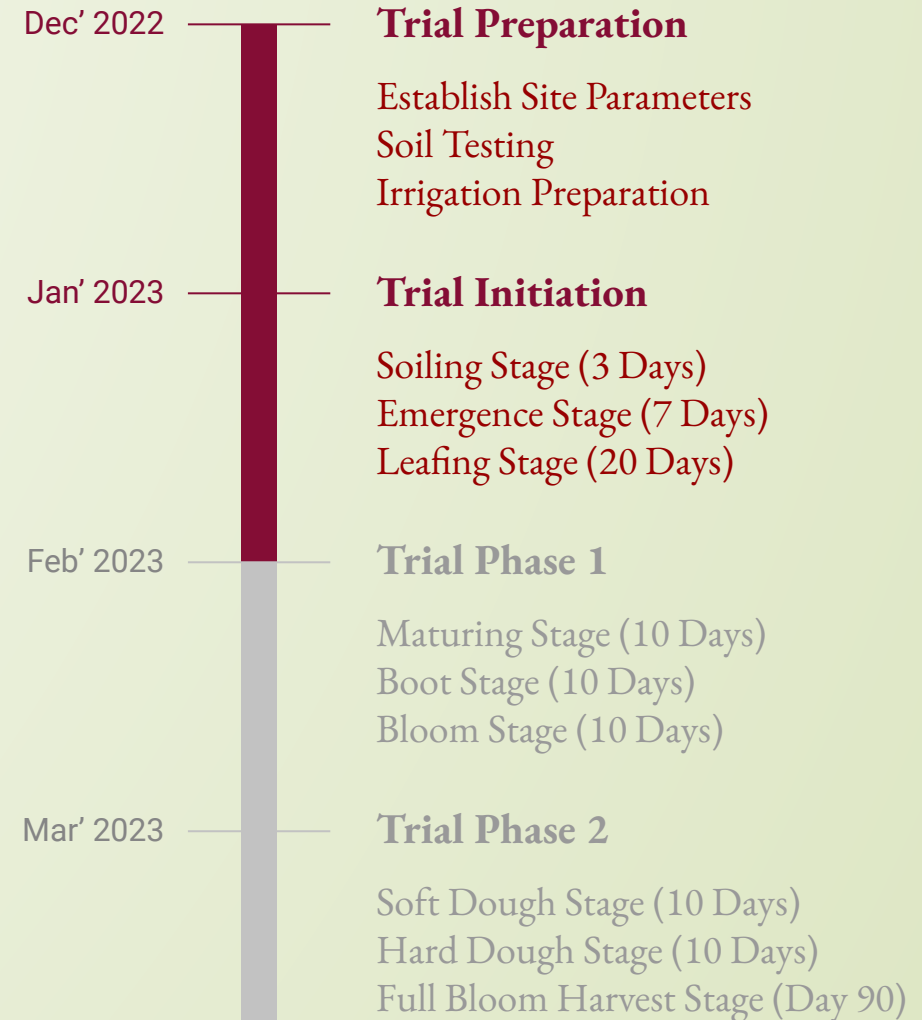 Dec’ 2022
Trial Preparation
Establish Site Parameters
Soil Testing
Irrigation Preparation
Jan’ 2023
Trial Initiation
Soiling Stage (3 Days)
Emergence Stage (7 Days)
Leafing Stage (20 Days)
Feb’ 2023
Trial Phase 1
Maturing Stage (10 Days)
Boot Stage (10 Days)
Bloom Stage (10 Days)
Mar’ 2023
Trial Phase 2
Soft Dough Stage (10 Days)
Hard Dough Stage (10 Days)
Full Bloom Harvest Stage (Day 90)